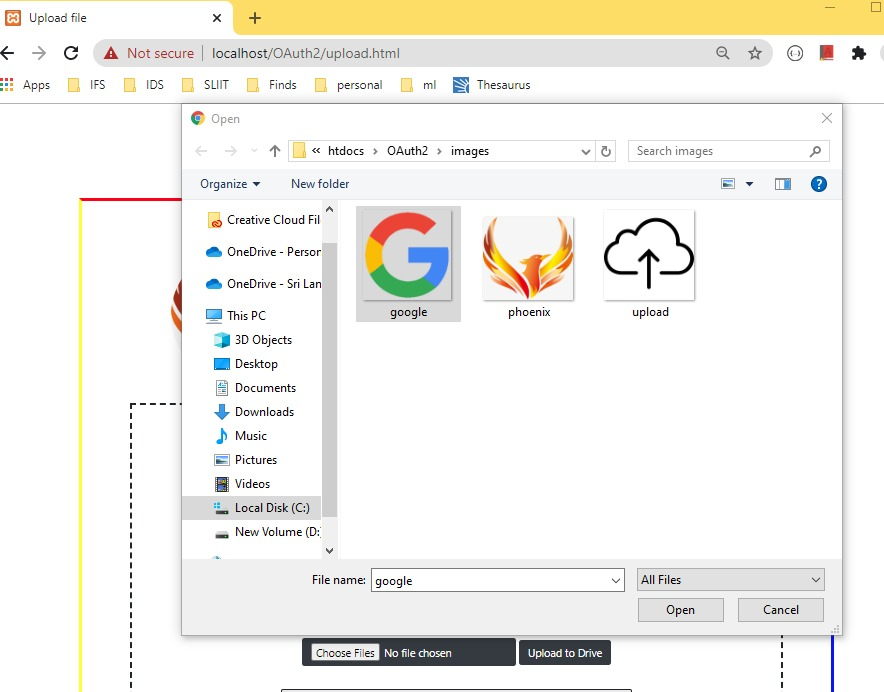 Upload file
Not secure
localhost/OAuth2/upload.html
Apps IFS IDS SLIIT Finds personal ml Thesaurus
Open
« htdocs > OAuth2 > images
Search images
Organize New folder
Creative Cloud Fil
OneDrive - Person
OneDrive - Sri Lan
This PC
3D Objects
Desktop
Documents
Downloads
Music
Pictures
Videos
Local Disk (C:)
New Volume (D:
google phoenix upload
File name: google
All Files
Open Cancel
Choose Files No file chosen Upload to Drive